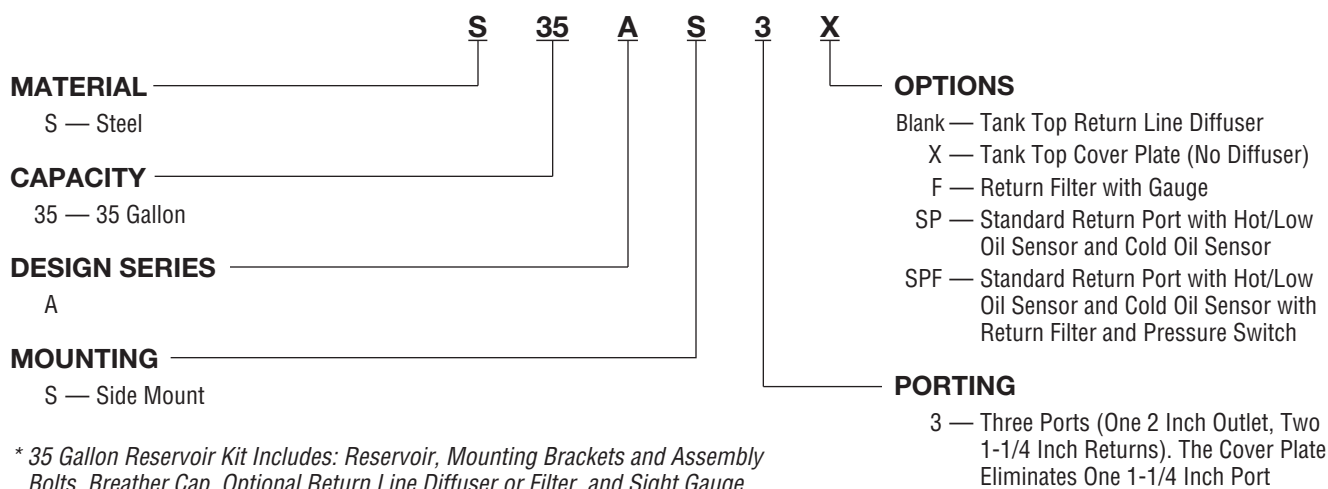 S 35 A S 3 X
MATERIAL
S — Steel
CAPACITY
35 — 35 Gallon
DESIGN SERIES
A
MOUNTING
S — Side Mount
* 35 Gallon Reservoir Kit Includes: Reservoir, Mounting Brackets and Assembly
Bolts, Breather Cap, Optional Return Line Diffuser or Filter, and Sight Gauge
OPTIONS
Blank — Tank Top Return Line Diffuser
X — Tank Top Cover Plate (No Diffuser)
F — Return Filter with Gauge
SP — Standard Return Port with Hot/Low
Oil Sensor and Cold Oil Sensor
SPF — Standard Return Port with Hot/Low
Oil Sensor and Cold Oil Sensor with
Return Filter and Pressure Switch
PORTING
3 — Three Ports (One 2 Inch Outlet, Two
1-1/4 Inch Returns). The Cover Plate
Eliminates One 1-1/4 Inch Port